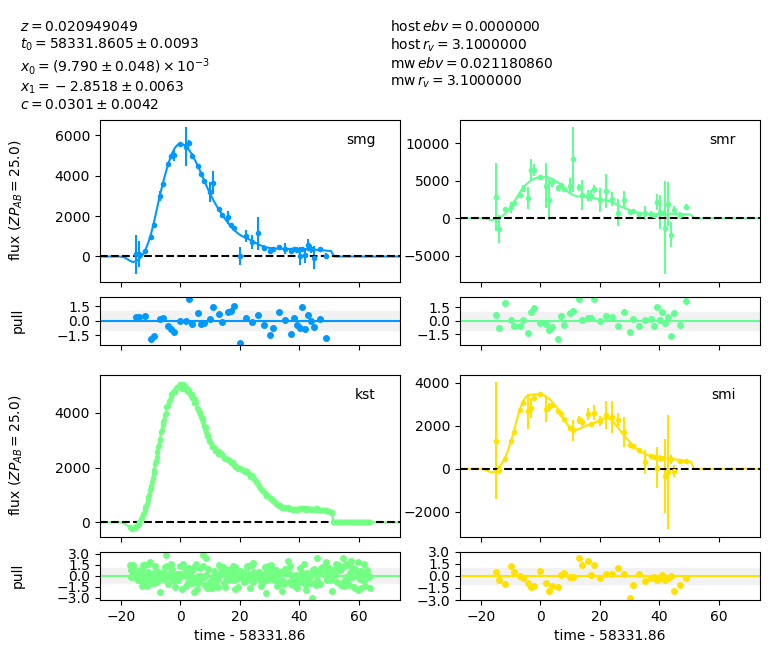 z = 0.020949049
t₀ = 58331.8605 ± 0.0093
x₀ = (9.790 ± 0.048) × 10⁻³
x₁ = −2.8518 ± 0.0063
c = 0.0301 ± 0.0042
host ebv = 0.0000000
host r_v = 3.1000000
mw ebv = 0.021180860
mw r_v = 3.1000000
smg
6000
4000
2000
0
flux (ZP_AB = 25.0)
smr
10000
5000
0
−5000
1.5
0.0
−1.5
pull
1.5
0.0
−1.5
kst
4000
2000
0
flux (ZP_AB = 25.0)
smi
4000
2000
0
−2000
3.0
1.5
0.0
−1.5
−3.0
pull
3.0
1.5
0.0
−1.5
−3.0
−20 0 20 40 60
time - 58331.86
−20 0 20 40 60
time - 58331.86